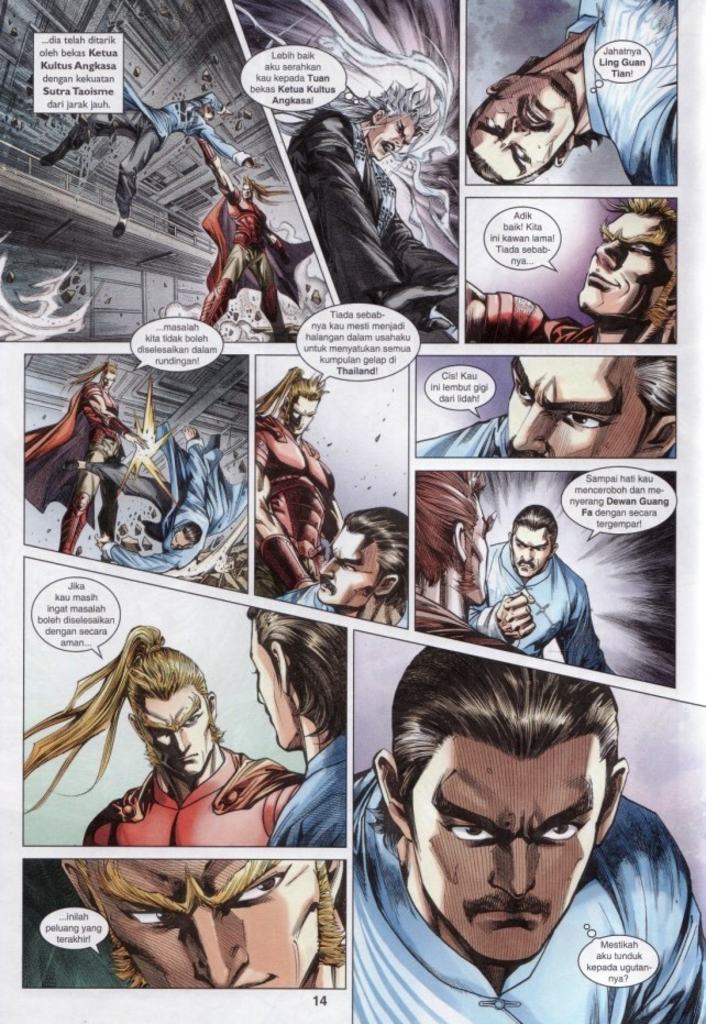 ...dia telah ditarik
oleh bekas Ketua
Kultus Angkasa
dengan kekuatan
Sutra Taoisme
dari jarak jauh.
Lebih baik
aku serahkan
kau kepada Tuan
bekas Ketua Kultus
Angkasa!
Jahatnya
Ling Guan
Tian!
Adik
baik! Kita
ini kawan lama!
Tiada sebab-
nya...
...masalah
kita tidak boleh
diselesaikan dalam
rundingan!
Tiada sebab-
nya kau mesti menjadi
halangan dalam usahaku
untuk menyatukan semua
kumpulan gelap di
Thailand!
Cis! Kau
ini lembut gigi
dari lidah!
Sampai hati kau
menceroboh dan me-
nyerang Dewan Guang
Fa dengan secara
tergempar!
Jika
kau masih
ingat masalah
boleh diselesaikan
dengan secara
aman...
...inilah
peluang yang
terakhir!
Mestikah
aku tunduk
kepada ugutan-
nya?
14